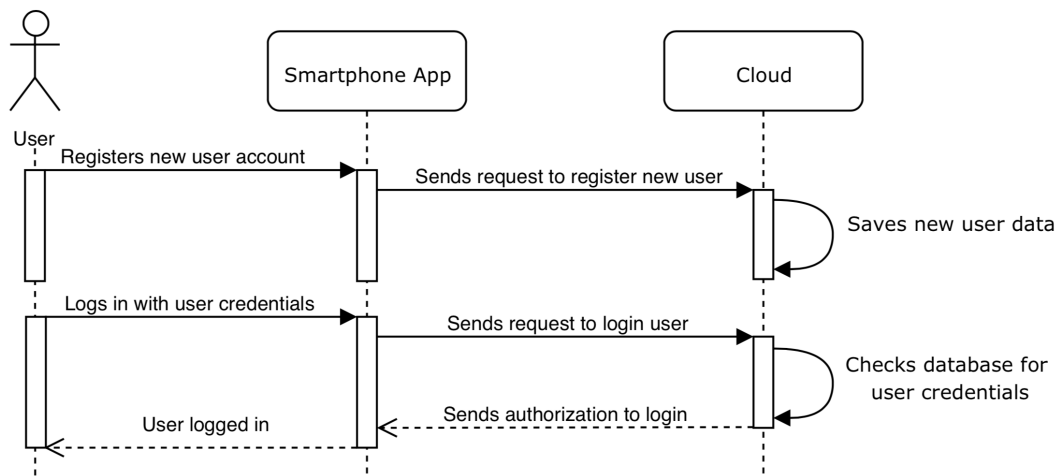 Smartphone App
Cloud
User
Registers new user account
Sends request to register new user
Saves new user data
Logs in with user credentials
Sends request to login user
Checks database for
user credentials
Sends authorization to login
User logged in